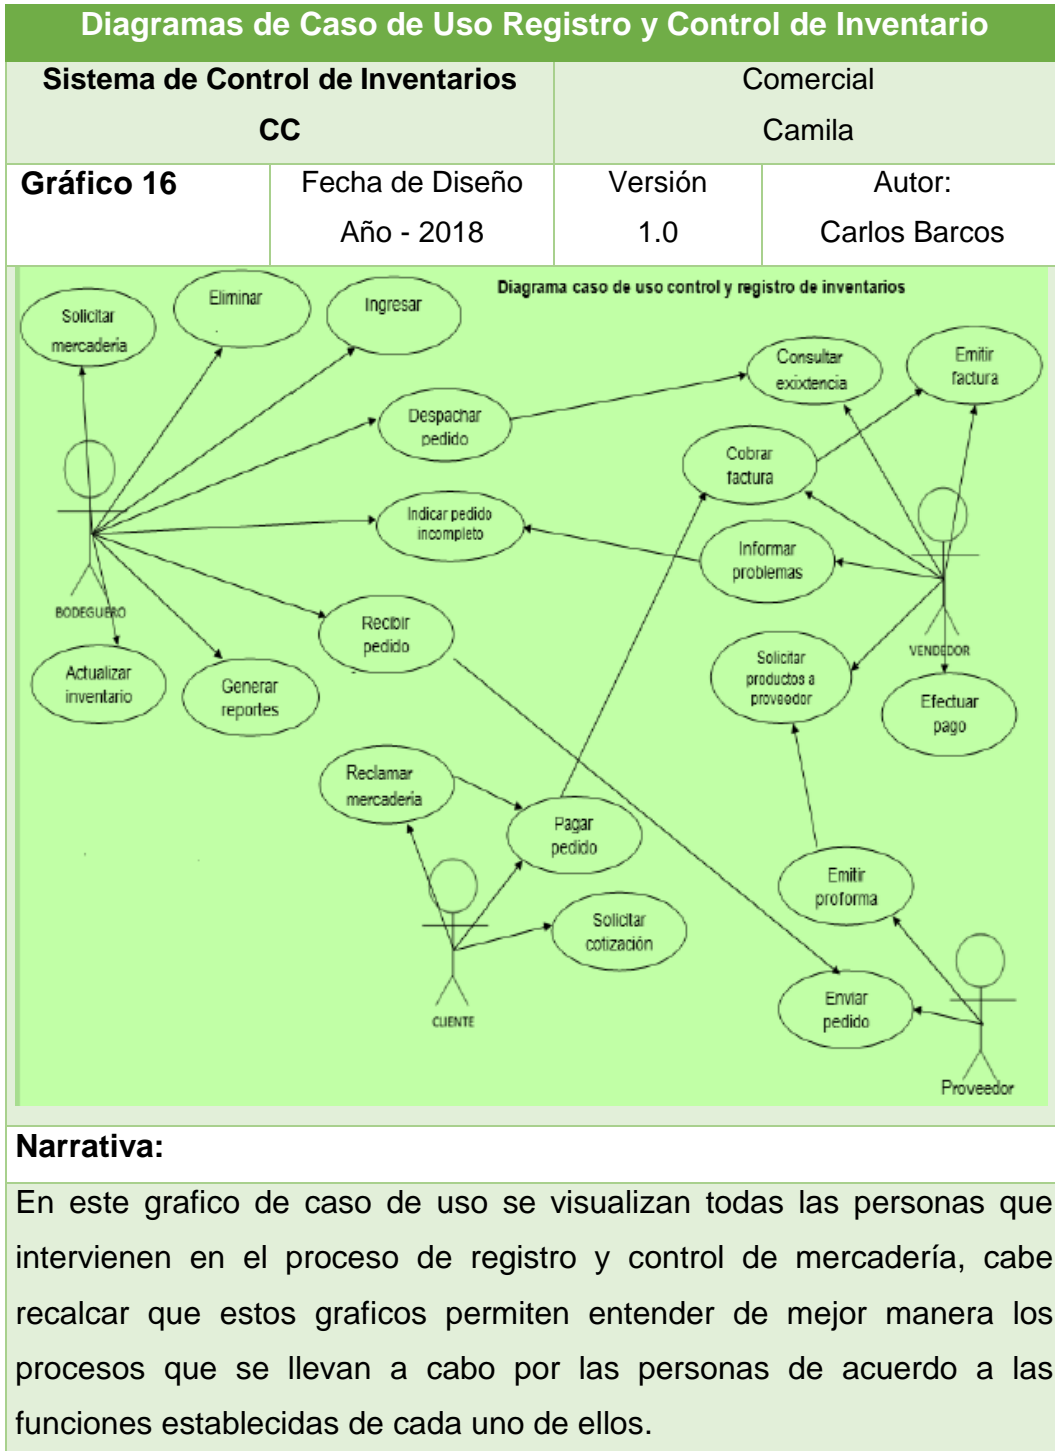 Diagramas de Caso de Uso Registro y Control de Inventario
Sistema de Control de Inventarios
CC
Comercial
Camila
Gráfico 16
Fecha de Diseño
Año - 2018
Versión
1.0
Autor:
Carlos Barcos
Diagrama caso de uso control y registro de inventarios
Solicitar
mercaderia
Eliminar
Ingresar
Consultar
exixtencia
Emitir
factura
Despachar
pedido
Cobrar
factura
Indicar pedido
incompleto
Informar
problemas
BODEGUERO
Recibir
pedido
VENDEDOR
Actualizar
inventario
Generar
reportes
Solicitar
productos a
proveedor
Efectuar
pago
Reclamar
mercaderia
Pagar
pedido
Emitir
proforma
Solicitar
cotización
Enviar
pedido
CLIENTE
Proveedor
Narrativa:
En este grafico de caso de uso se visualizan todas las personas que
intervienen en el proceso de registro y control de mercadería, cabe
recalcar que estos graficos permiten entender de mejor manera los
procesos que se llevan a cabo por las personas de acuerdo a las
funciones establecidas de cada uno de ellos.